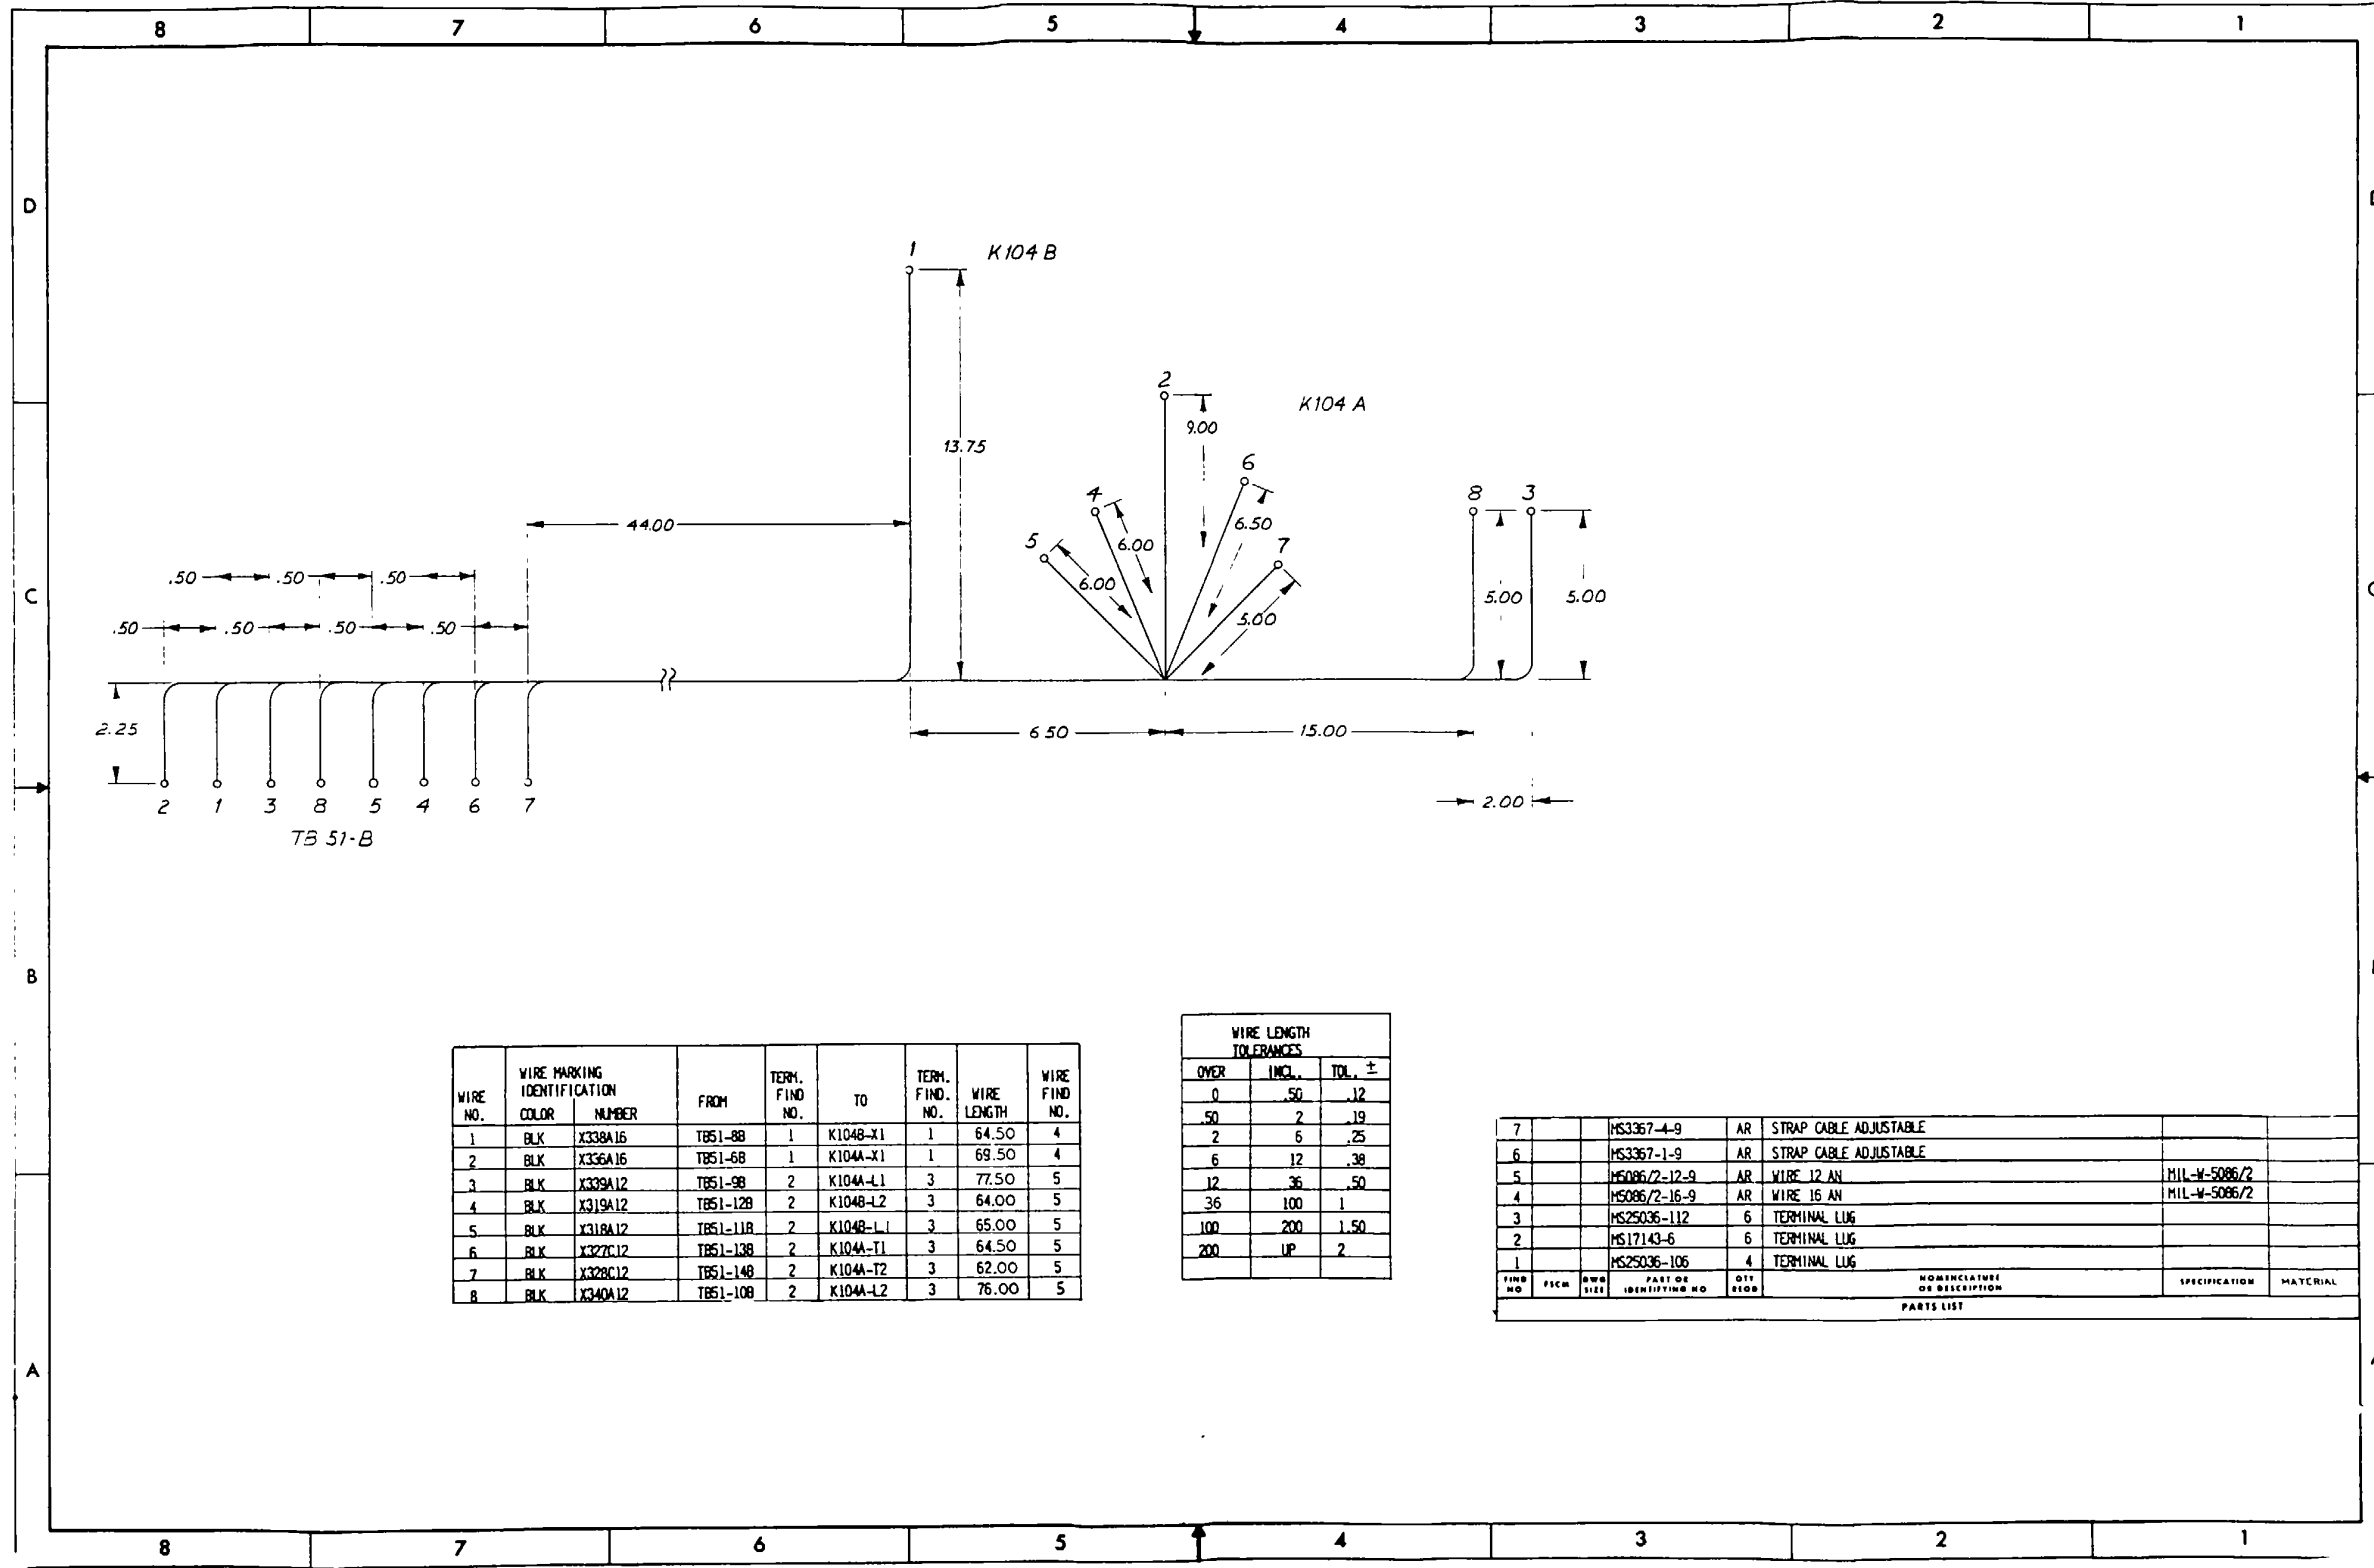 8 7 6 5 4 3 2 1
D
1 K104 B
13.75
2
K104 A
9.00
4
6
6.00
6.50
5
7
6.00
5.00
8 3
5.00 5.00
44.00
C
.50 .50 .50
.50 .50 .50 .50
2.25
6 50 15.00
2.00
2 1 3 8 5 4 6 7
TB 51-B
B
WIRE NO. WIRE MARKING IDENTIFICATION COLOR NUMBER FROM TERM. FIND NO. TO TERM. FIND. NO. WIRE LENGTH WIRE FIND NO.
1 BLK X338A16 TB51-8B 1 K104B-X1 1 64.50 4
2 BLK X336A16 TB51-6B 1 K104A-X1 1 69.50 4
3 BLK X339A12 TB51-9B 2 K104A-L1 3 77.50 5
4 BLK X319A12 TB51-12B 2 K104B-L2 3 64.00 5
5 BLK X318A12 TB51-11B 2 K104B-L1 3 65.00 5
6 BLK X327C12 TB51-13B 2 K104A-T1 3 64.50 5
7 BLK X328C12 TB51-14B 2 K104A-T2 3 62.00 5
8 BLK X340A12 TB51-10B 2 K104A-L2 3 76.00 5
WIRE LENGTH
TOLERANCES
OVER INCL. TOL. ±
0 .50 .12
.50 2 .19
2 6 .25
6 12 .38
12 36 .50
36 100 1
100 200 1.50
200 UP 2
7 MS3367-4-9 AR STRAP CABLE ADJUSTABLE
6 MS3367-1-9 AR STRAP CABLE ADJUSTABLE
5 M5086/2-12-9 AR WIRE 12 AN MIL-W-5086/2
4 M5086/2-16-9 AR WIRE 16 AN MIL-W-5086/2
3 MS25036-112 6 TERMINAL LUG
2 MS17143-6 6 TERMINAL LUG
1 MS25036-106 4 TERMINAL LUG
FIND NO FSCM DWG SIZE PART OR IDENTIFYING NO QTY REQD NOMENCLATURE OR DESCRIPTION SPECIFICATION MATERIAL
PARTS LIST
A
8 7 6 5 4 3 2 1